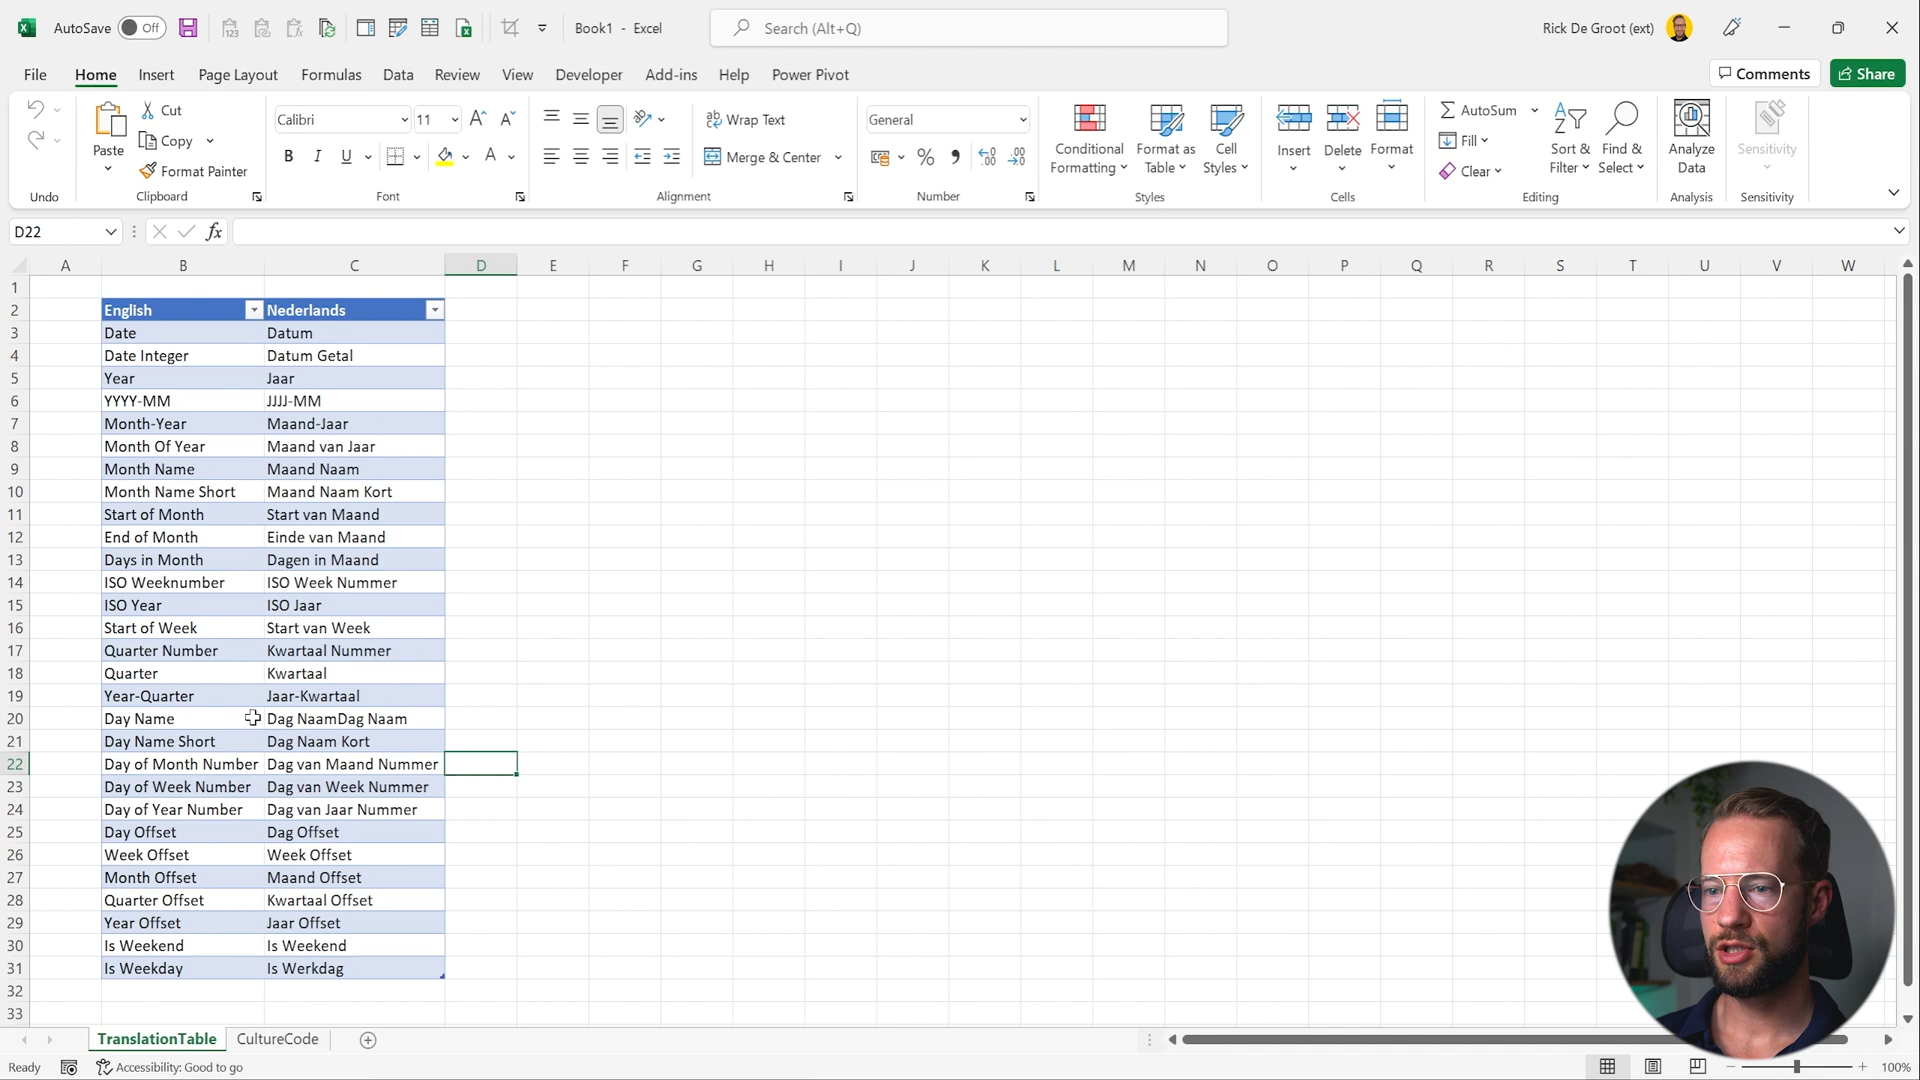 AutoSave Off Book1 - Excel Search (Alt+Q) Rick De Groot (ext)
File Home Insert Page Layout Formulas Data Review View Developer Add-ins Help Power Pivot Comments Share
Paste Cut Copy Format Painter
Calibri 11
Wrap Text
Merge & Center
General
Conditional Formatting Format as Table Cell Styles
Insert Delete Format
AutoSum Fill Clear
Sort & Filter Find & Select
Analyze Data
Sensitivity
Undo Clipboard Font Alignment Number Styles Cells Editing Analysis Sensitivity
D22 fx
A B C D E F G H I J K L M N O P Q R S T U V W
1
2 English Nederlands
3 Date Datum
4 Date Integer Datum Getal
5 Year Jaar
6 YYYY-MM JJJJ-MM
7 Month-Year Maand-Jaar
8 Month Of Year Maand van Jaar
9 Month Name Maand Naam
10 Month Name Short Maand Naam Kort
11 Start of Month Start van Maand
12 End of Month Einde van Maand
13 Days in Month Dagen in Maand
14 ISO Weeknumber ISO Week Nummer
15 ISO Year ISO Jaar
16 Start of Week Start van Week
17 Quarter Number Kwartaal Nummer
18 Quarter Kwartaal
19 Year-Quarter Jaar-Kwartaal
20 Day Name Dag NaamDag Naam
21 Day Name Short Dag Naam Kort
22 Day of Month Number Dag van Maand Nummer
23 Day of Week Number Dag van Week Nummer
24 Day of Year Number Dag van Jaar Nummer
25 Day Offset Dag Offset
26 Week Offset Week Offset
27 Month Offset Maand Offset
28 Quarter Offset Kwartaal Offset
29 Year Offset Jaar Offset
30 Is Weekend Is Weekend
31 Is Weekday Is Werkdag
32
33
TranslationTable CultureCode
Ready Accessibility: Good to go 100%